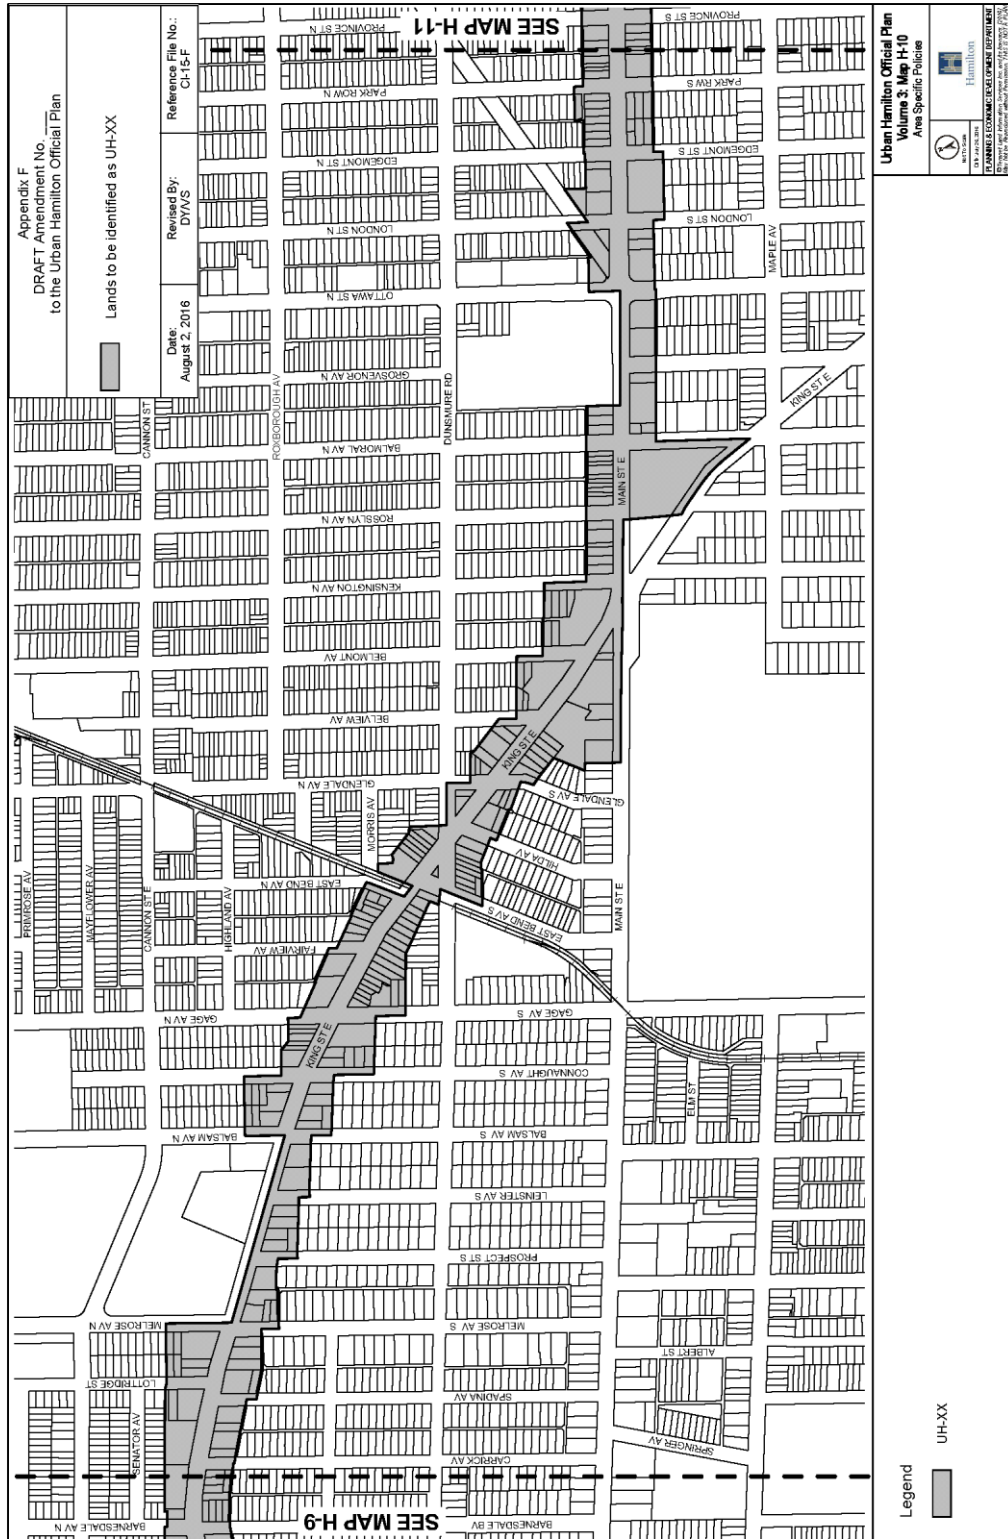 Appendix F
DRAFT Amendment No. ___
to the Urban Hamilton Official Plan
Lands to be identified as UH-XX
Date:
August 2, 2016
Revised By:
DY/VS
Reference File No.:
CI-15-F
SEE MAP H-9
SEE MAP H-11
BARNESDALE AV N
SENATOR AV
LOTTRIDGE ST
MELROSE AV N
BALSAM AV N
GAGE AV N
FAIRVIEW AV
EAST BEND AV N
PRIMROSE AV
MAYFLOWER AV
CANNON ST E
HIGHLAND AV
MORRIS AV
GLENDALE AV N
BELVIEW AV
BELMONT AV
KENSINGTON AV N
ROSSLYN AV N
BALMORAL AV N
GROSVENOR AV N
OTTAWA ST N
LONDON ST N
EDGEMONT ST N
PARK ROW N
PROVINCE ST N
CANNON ST
ROXBOROUGH AV
DUNSMURE RD
KING ST E
KING ST E
MAIN ST E
MAIN ST E
KING ST E
BARNESDALE BV
CARRICK AV
SPADINA AV
MELROSE AV S
PROSPECT ST S
LEINSTER AV S
BALSAM AV S
CONNAUGHT AV S
GAGE AV S
EAST BEND AV S
HILDA AV
GLENDALE AV S
SPRINGER AV
ALBERT ST
ELM ST
MAPLE AV
LONDON ST S
EDGEMONT ST S
PARK RW S
PROVINCE ST S
Legend
UH-XX
Urban Hamilton Official Plan
Volume 3: Map H-10
Area Specific Policies
Hamilton
PLANNING & ECONOMIC DEVELOPMENT DEPARTMENT